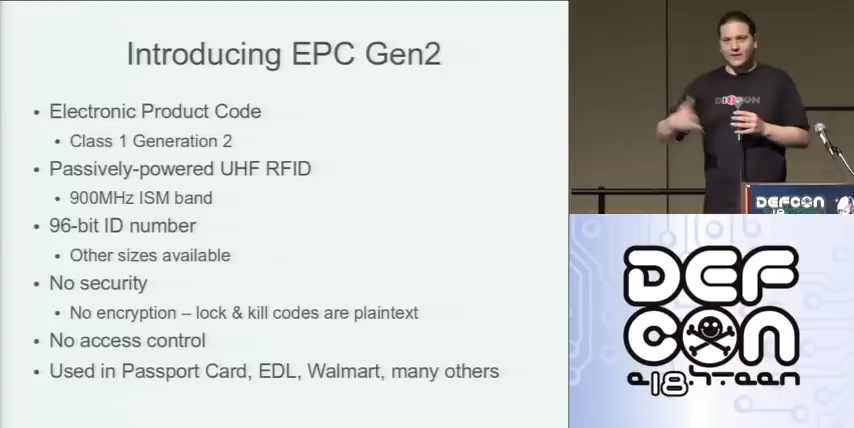 Introducing EPC Gen2
• Electronic Product Code
• Class 1 Generation 2
• Passively-powered UHF RFID
• 900MHz ISM band
• 96-bit ID number
• Other sizes available
• No security
• No encryption – lock & kill codes are plaintext
• No access control
• Used in Passport Card, EDL, Walmart, many others
DEFCON
DEFCON
18
DEF
CON
e18hteen